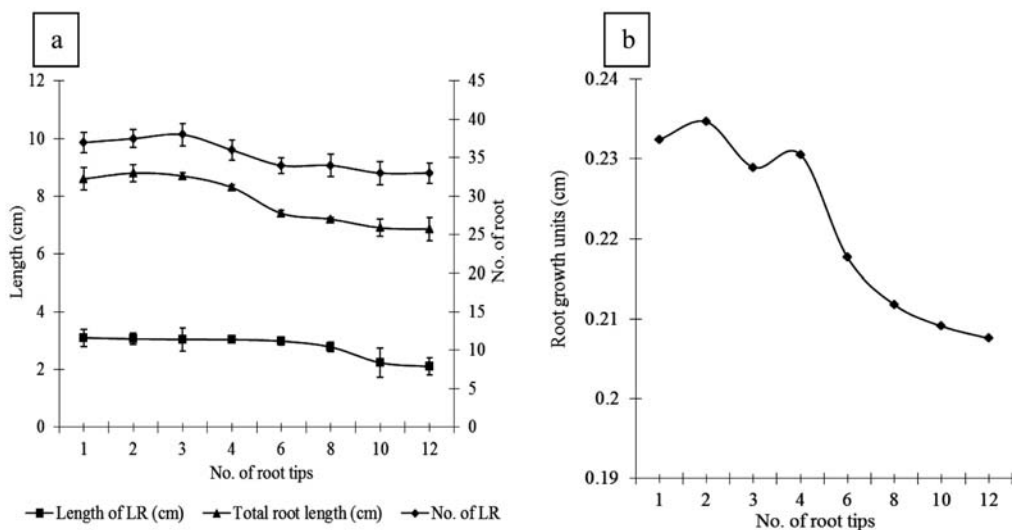 a
12
10
8
6
4
2
0
Length (cm)
45
40
35
30
25
20
15
10
5
0
No. of root
1 2 3 4 6 8 10 12
No. of root tips
Length of LR (cm) Total root length (cm) No. of LR
b
0.24
0.23
0.22
0.21
0.2
0.19
Root growth units (cm)
1 2 3 4 6 8 10 12
No. of root tips